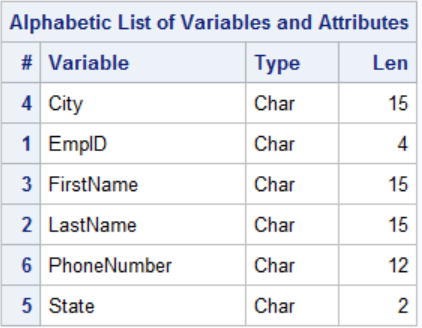 Alphabetic List of Variables and Attributes
# Variable Type Len
4 City Char 15
1 EmpID Char 4
3 FirstName Char 15
2 LastName Char 15
6 PhoneNumber Char 12
5 State Char 2